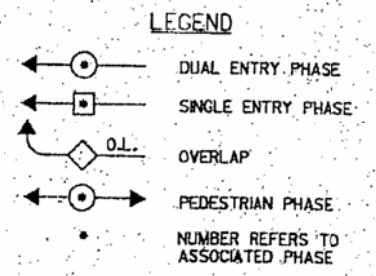 LEGEND
DUAL ENTRY PHASE
SINGLE ENTRY PHASE
O.L.
OVERLAP
PEDESTRIAN PHASE
NUMBER REFERS TO
ASSOCIATED PHASE